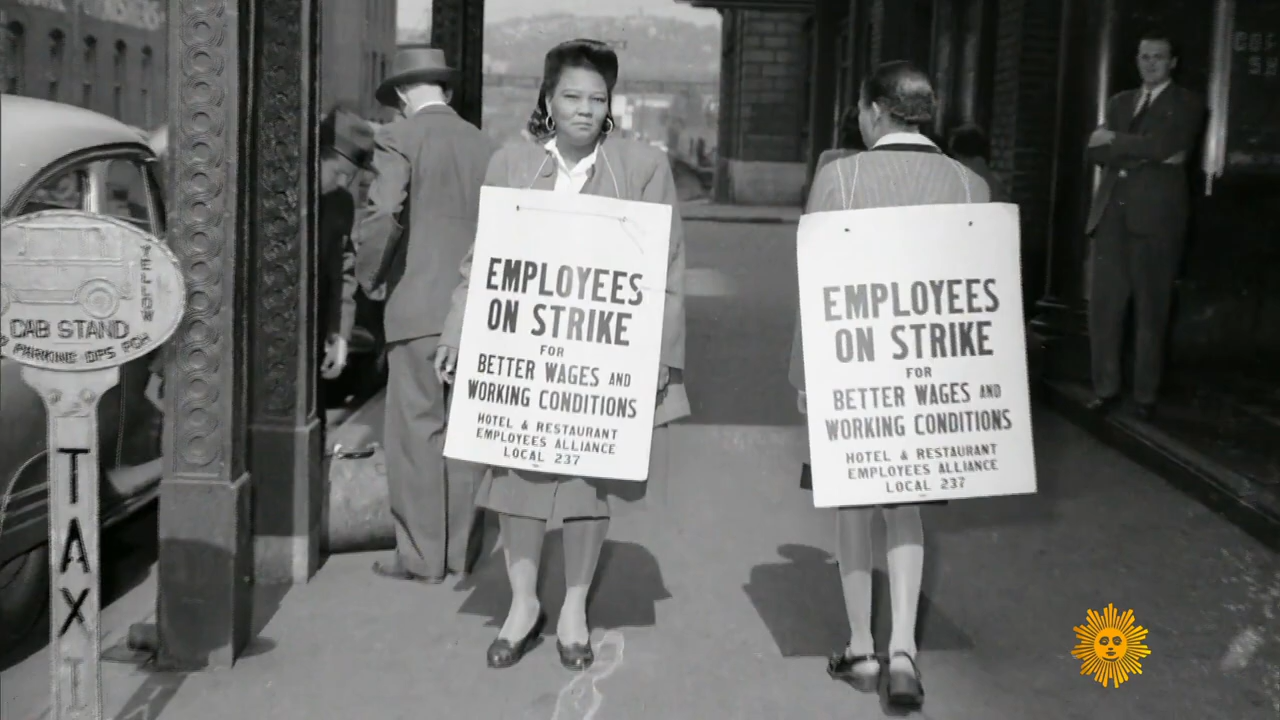 YELLOW
CAB STAND
TAXI
EMPLOYEES
ON STRIKE
FOR
BETTER WAGES AND
WORKING CONDITIONS
HOTEL & RESTAURANT
EMPLOYEES ALLIANCE
LOCAL 237
EMPLOYEES
ON STRIKE
FOR
BETTER WAGES AND
WORKING CONDITIONS
HOTEL & RESTAURANT
EMPLOYEES ALLIANCE
LOCAL 237